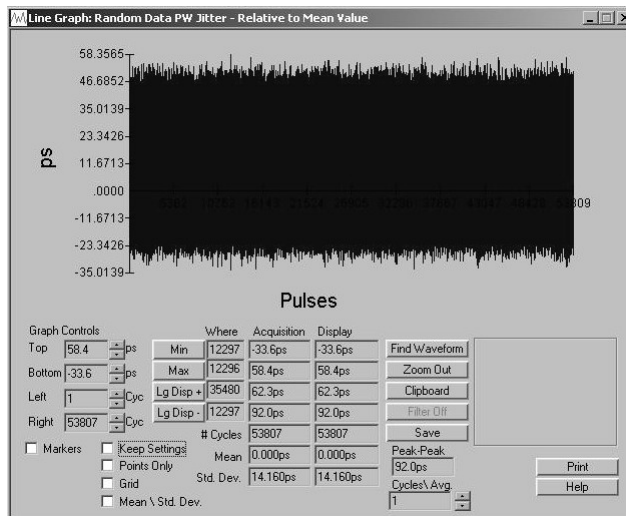 Line Graph: Random Data PW Jitter - Relative to Mean Value
58.3565
46.6852
35.0139
23.3426
11.6713
.0000
-11.6713
-23.3426
-35.0139
ps
Pulses
Graph Controls
Top 58.4 ps
Bottom -33.6 ps
Left 1 Cyc
Right 53807 Cyc
Markers
Keep Settings
Points Only
Grid
Mean \ Std. Dev.
Where Acquisition Display
Min 12297 -33.6ps -33.6ps
Max 12296 58.4ps 58.4ps
Lg Disp + 35480 62.3ps 62.3ps
Lg Disp - 12297 92.0ps 92.0ps
# Cycles 53807 53807
Mean 0.000ps 0.000ps
Std. Dev. 14.160ps 14.160ps
Find Waveform
Zoom Out
Clipboard
Filter Off
Save
Peak-Peak
92.0ps
Cycles\ Avg.
1
Print
Help